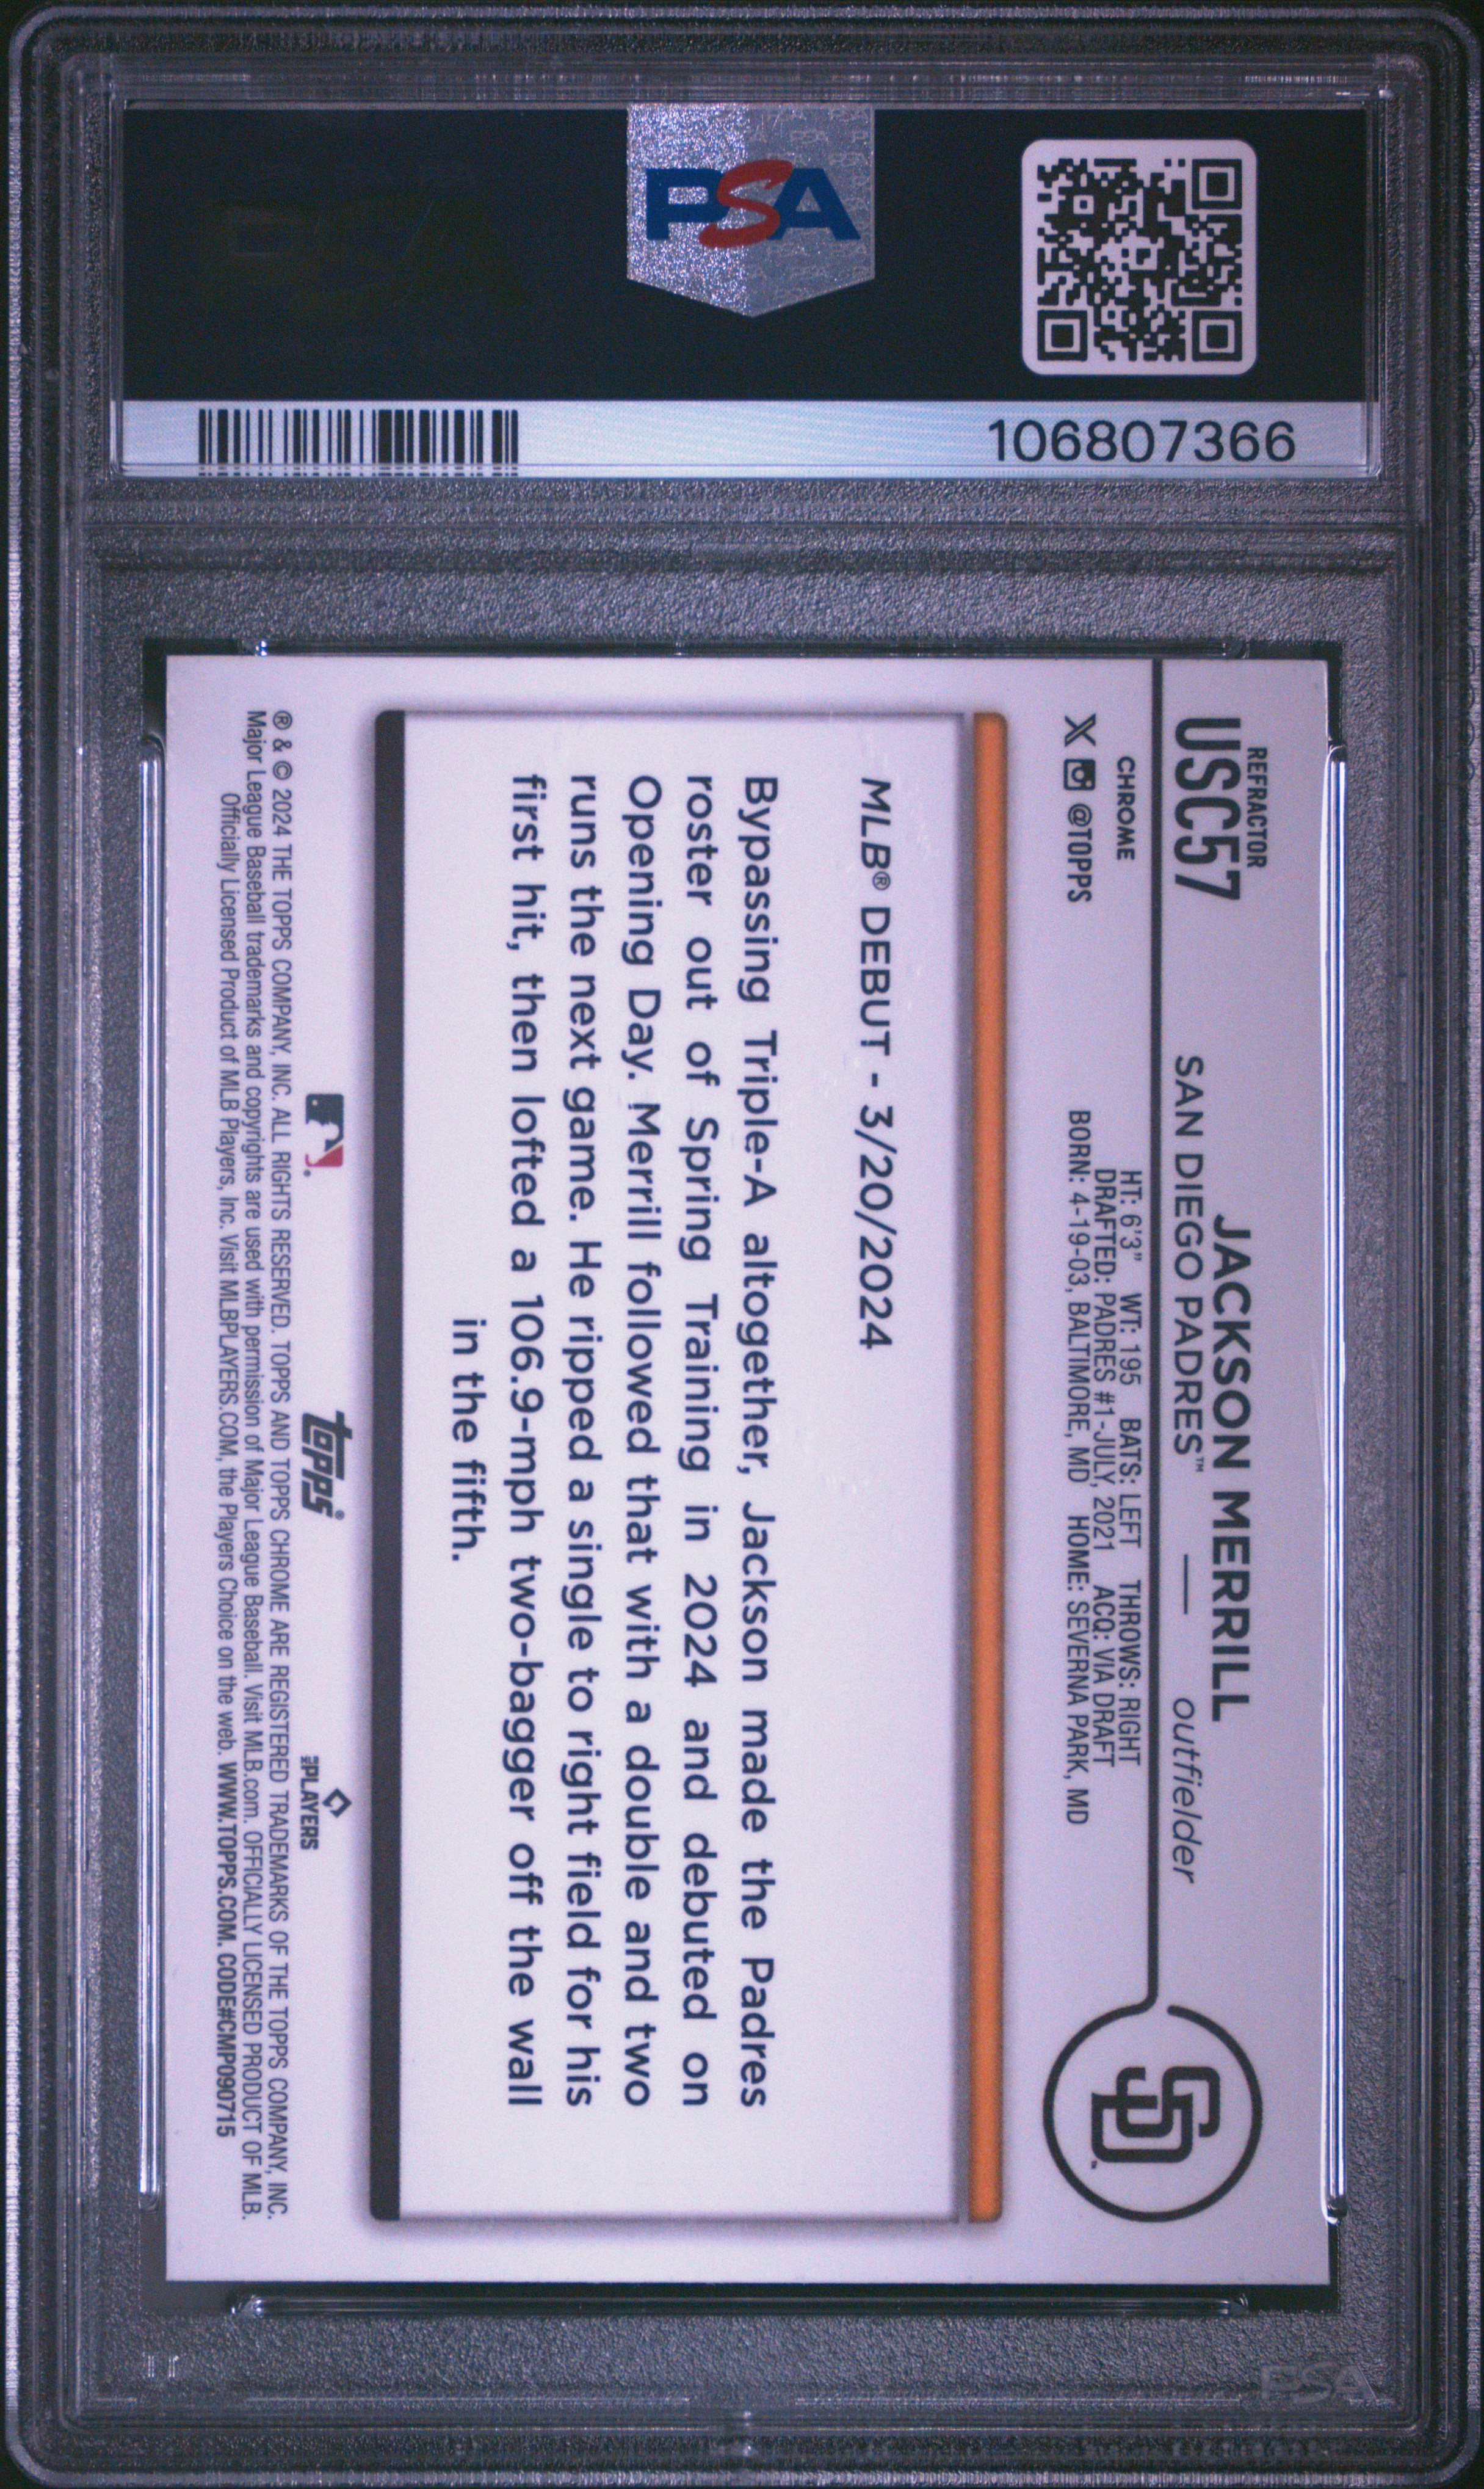 PSA
106807366
REFRACTOR
USC57
CHROME
@TOPPS
JACKSON MERRILL
SAN DIEGO PADRES™ — outfielder
HT: 6'3" WT: 195 BATS: LEFT THROWS: RIGHT
DRAFTED: PADRES #1-JULY, 2021 ACQ: VIA DRAFT
BORN: 4-19-03, BALTIMORE, MD HOME: SEVERNA PARK, MD
SD™
MLB® DEBUT - 3/20/2024
Bypassing Triple-A altogether, Jackson made the Padres
roster out of Spring Training in 2024 and debuted on
Opening Day. Merrill followed that with a double and two
runs the next game. He ripped a single to right field for his
first hit, then lofted a 106.9-mph two-bagger off the wall
in the fifth.
topps®
MLB PLAYERS
® & © 2024 THE TOPPS COMPANY, INC. ALL RIGHTS RESERVED. TOPPS AND TOPPS CHROME ARE REGISTERED TRADEMARKS OF THE TOPPS COMPANY, INC.
Major League Baseball trademarks and copyrights are used with permission of Major League Baseball. Visit MLB.com. OFFICIALLY LICENSED PRODUCT OF MLB
Officially Licensed Product of MLB Players, Inc. Visit MLBPLAYERS.COM, the Players Choice on the web. WWW.TOPPS.COM. CODE#CMP090715
PSA